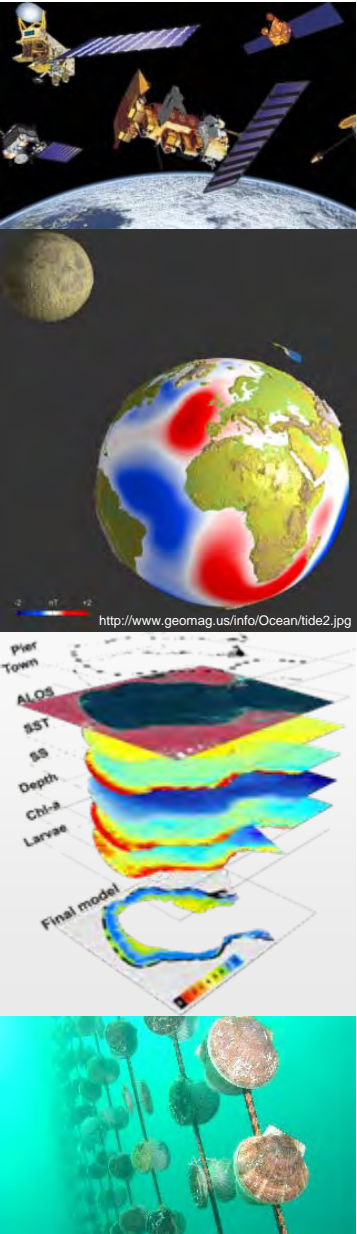 -2 nT +2
http://www.geomag.us/info/Ocean/tide2.jpg
Pier
Town
ALOS
SST
SS
Depth
Chl-a
Larvae
Final model